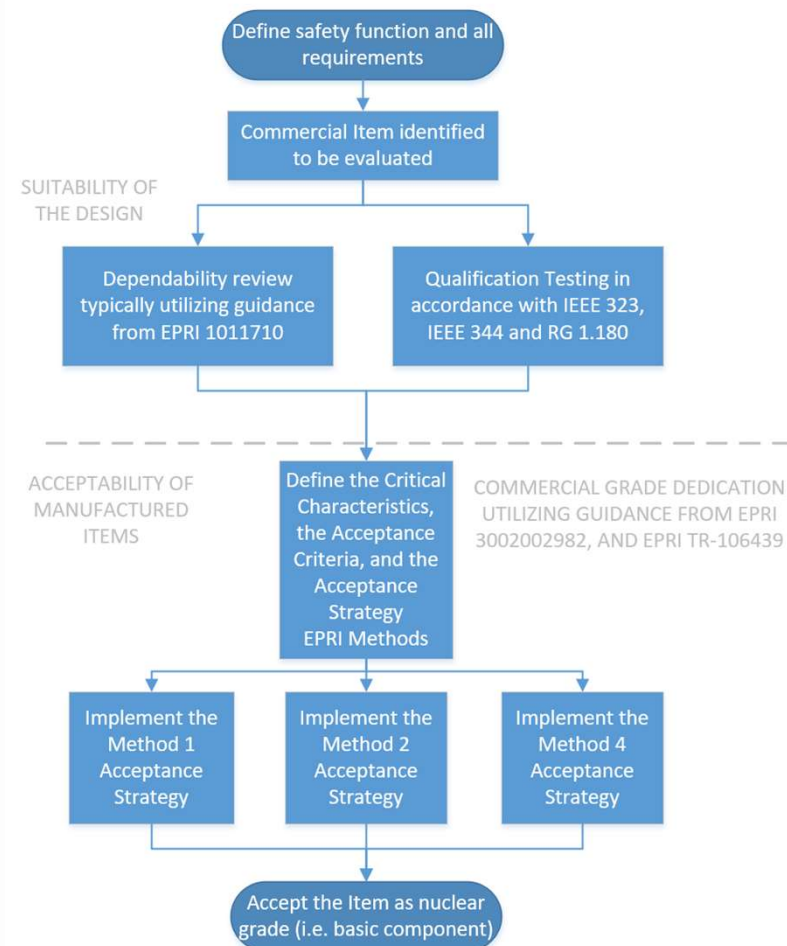 Define safety function and all
requirements
Commercial Item identified
to be evaluated
SUITABILITY OF
THE DESIGN
Dependability review
typically utilizing guidance
from EPRI 1011710
Qualification Testing in
accordance with IEEE 323,
IEEE 344 and RG 1.180
ACCEPTABILITY OF
MANUFACTURED
ITEMS
Define the Critical
Characteristics,
the Acceptance
Criteria, and the
Acceptance
Strategy
EPRI Methods
COMMERCIAL GRADE DEDICATION
UTILIZING GUIDANCE FROM EPRI
3002002982, AND EPRI TR-106439
Implement the
Method 1
Acceptance
Strategy
Implement the
Method 2
Acceptance
Strategy
Implement the
Method 4
Acceptance
Strategy
Accept the Item as nuclear
grade (i.e. basic component)